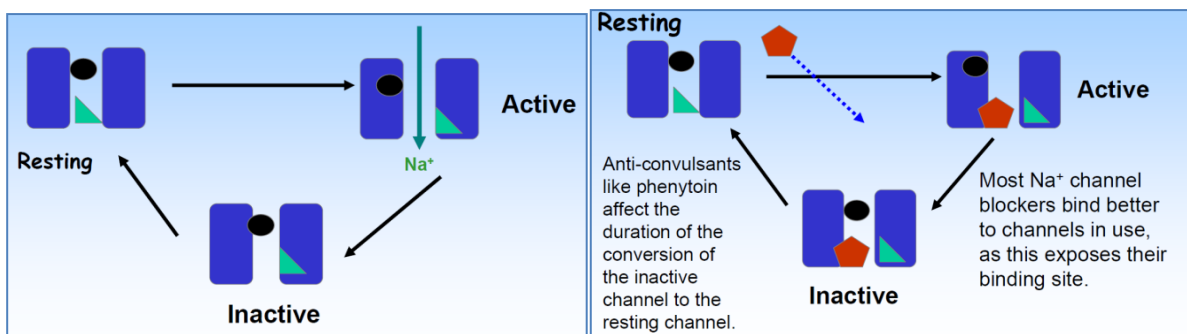 Resting
Active
Na⁺
Inactive
Resting
Active
Anti-convulsants
like phenytoin
affect the
duration of the
conversion of
the inactive
channel to the
resting channel.
Inactive
Most Na⁺ channel
blockers bind better
to channels in use,
as this exposes their
binding site.